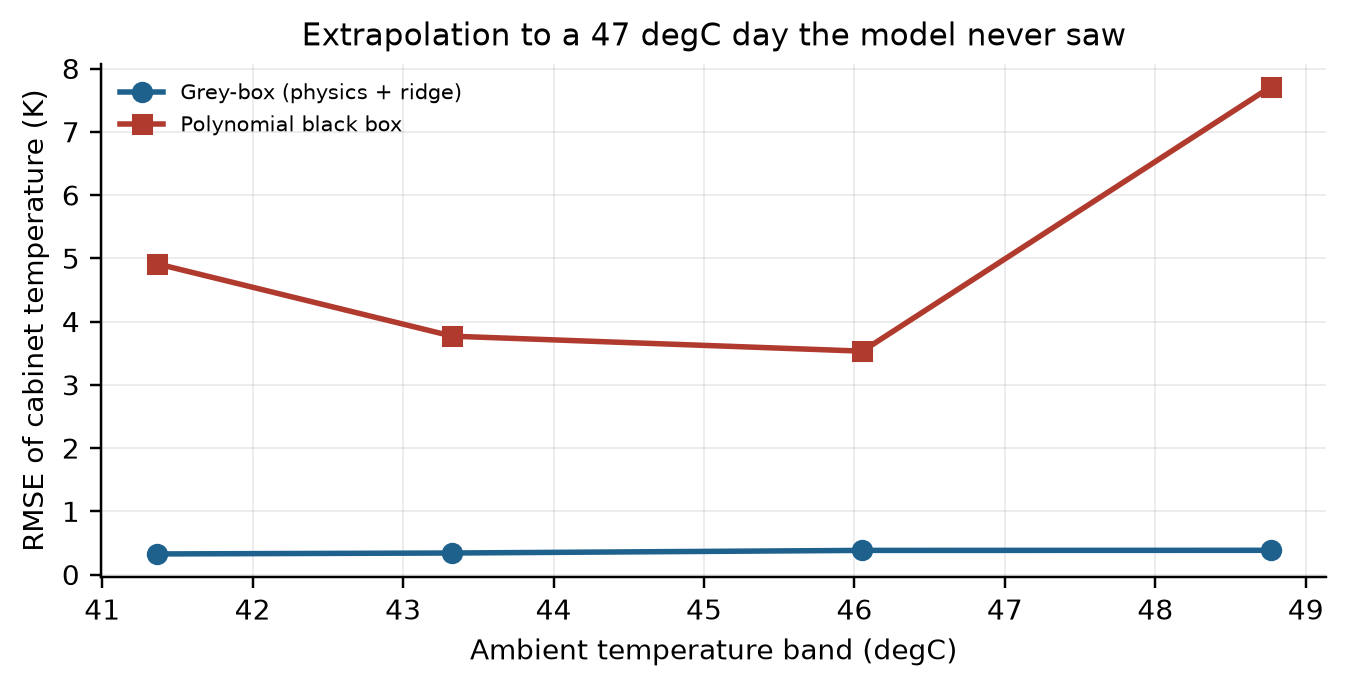 Extrapolation to a 47 degC day the model never saw
Grey-box (physics + ridge)
Polynomial black box
RMSE of cabinet temperature (K)
8
7
6
5
4
3
2
1
0
41 42 43 44 45 46 47 48 49
Ambient temperature band (degC)